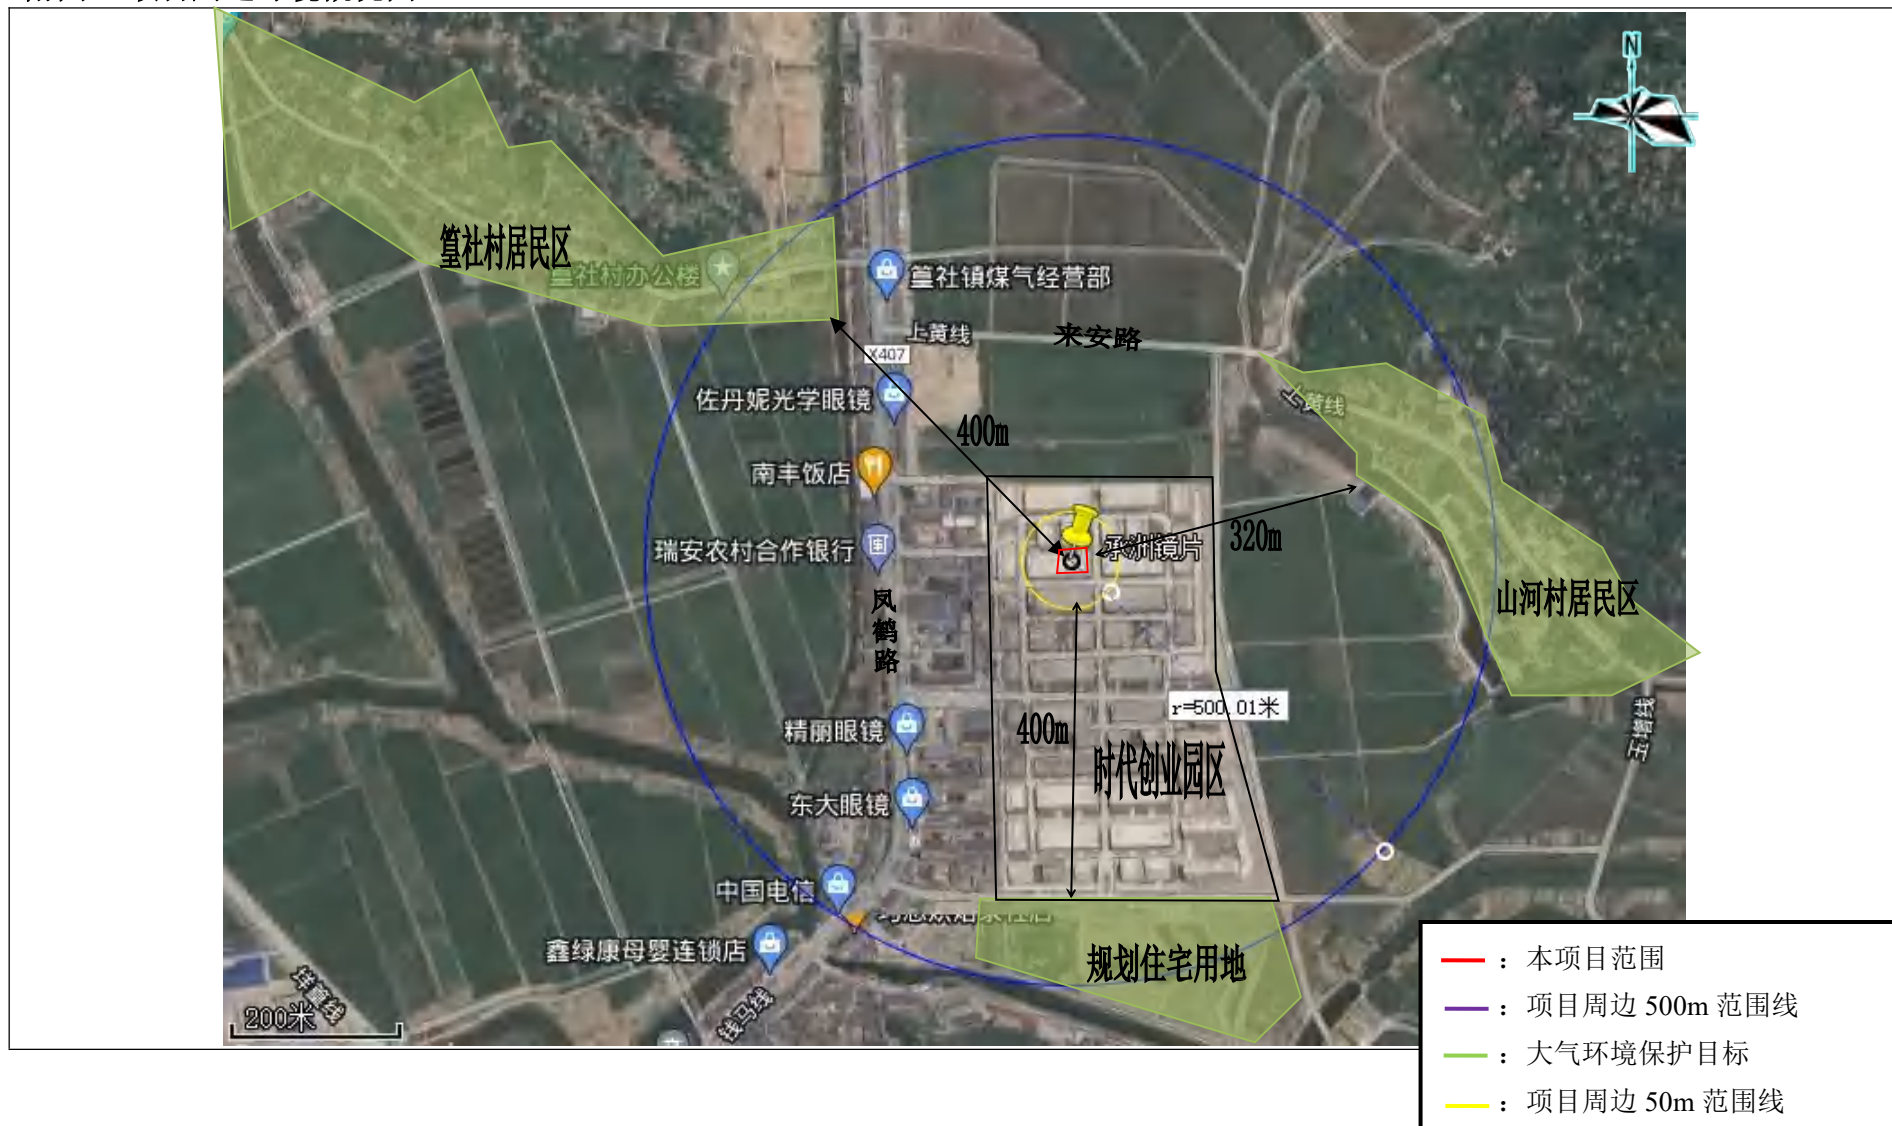 N
篁社村居民区
篁社村办公楼
篁社镇煤气经营部
上黄线
来安路
X407
佐丹妮光学眼镜
上黄线
400m
南丰饭店
320m
承洲镜片
瑞安农村合作银行
凤鹤路
山河村居民区
r=500.01米
精丽眼镜
400m
时代创业园区
玉增线
东大眼镜
中国电信
鑫绿康母婴连锁店
规划住宅用地
200米
钱马线
：本项目范围
：项目周边 500m 范围线
：大气环境保护目标
：项目周边 50m 范围线